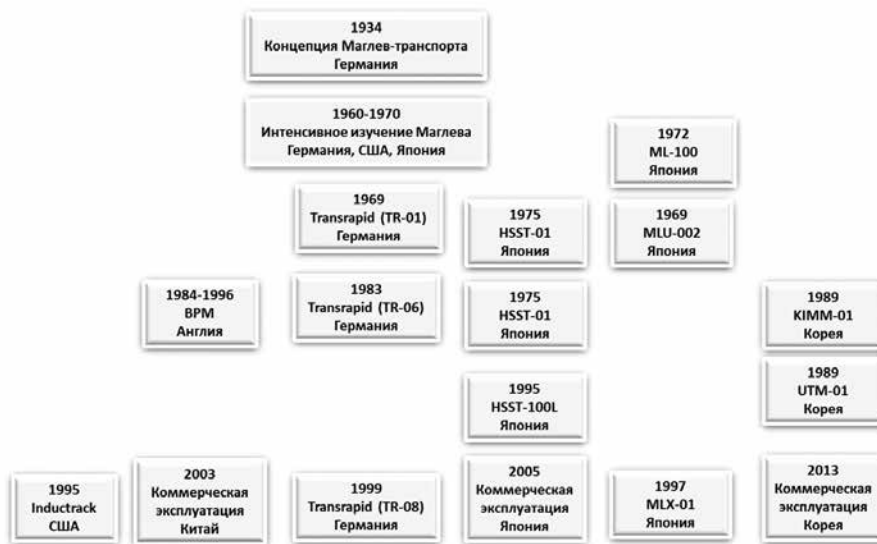 1934
Концепция Маглев-транспорта
Германия
1960-1970
Интенсивное изучение Маглева
Германия, США, Япония
1972
ML-100
Япония
1969
Transrapid (TR-01)
Германия
1975
HSST-01
Япония
1969
MLU-002
Япония
1984-1996
BPM
Англия
1983
Transrapid (TR-06)
Германия
1975
HSST-01
Япония
1989
KIMM-01
Корея
1995
HSST-100L
Япония
1989
UTM-01
Корея
1995
Inductrack
США
2003
Коммерческая
эксплуатация
Китай
1999
Transrapid (TR-08)
Германия
2005
Коммерческая
эксплуатация
Япония
1997
MLX-01
Япония
2013
Коммерческая
эксплуатация
Корея